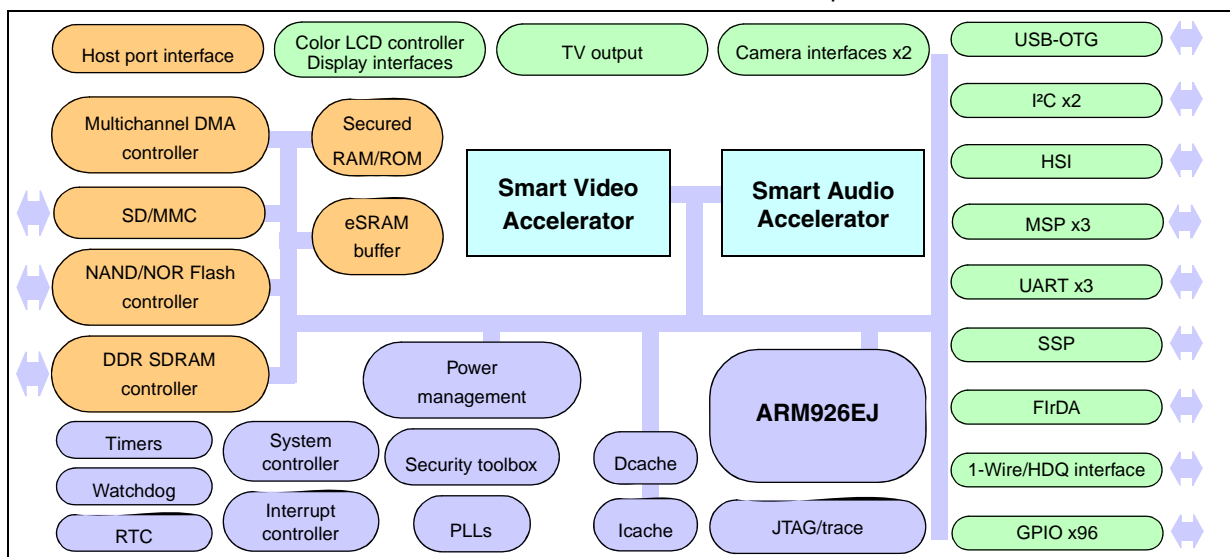 Host port interface
Color LCD controller
Display interfaces
TV output
Camera interfaces x2
USB-OTG
Multichannel DMA
controller
Secured
RAM/ROM
I²C x2
HSI
Smart Video
Accelerator
Smart Audio
Accelerator
SD/MMC
eSRAM
buffer
MSP x3
NAND/NOR Flash
controller
UART x3
DDR SDRAM
controller
Power
management
SSP
ARM926EJ
FIrDA
Timers
System
controller
Security toolbox
Dcache
1-Wire/HDQ interface
Watchdog
Interrupt
controller
PLLs
Icache
JTAG/trace
GPIO x96
RTC